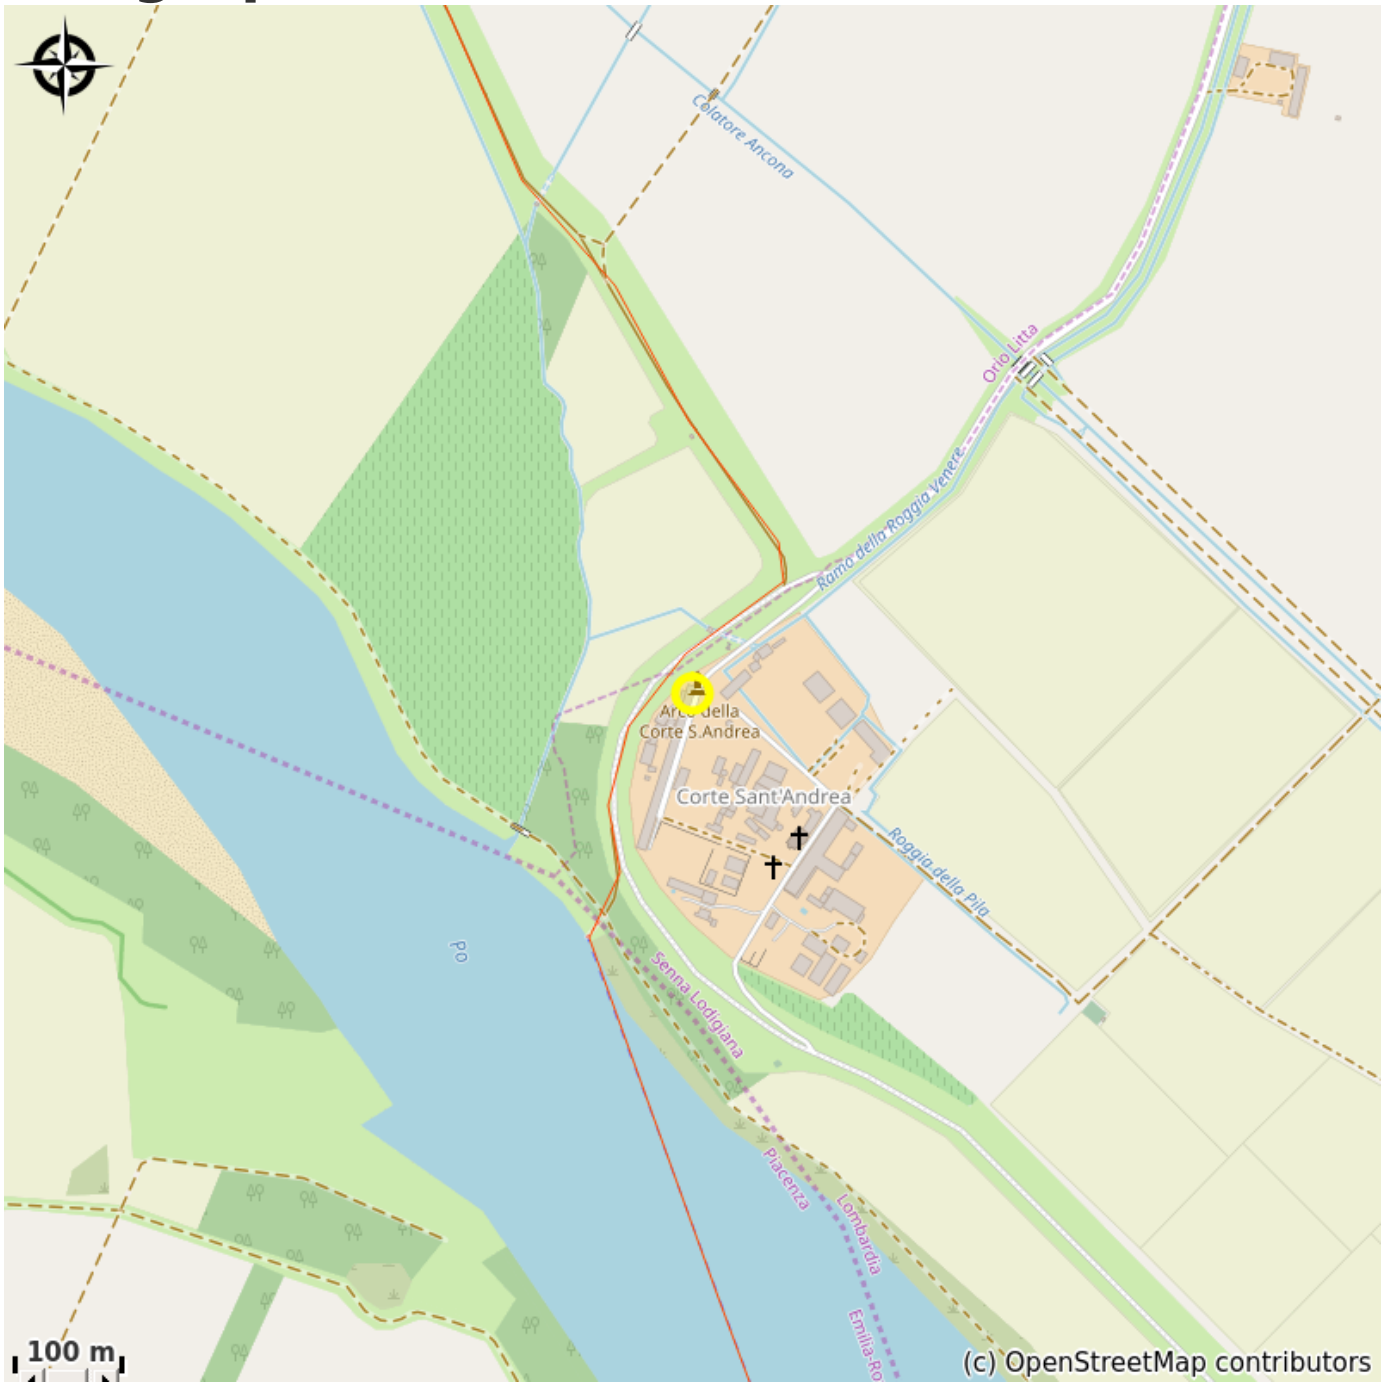 Colatore Ancona
Orio Litta
Ramo della Roggia Venere
Arco della
Corte S.Andrea
Corte Sant'Andrea
Roggia della Pila
Po
Senna Lodigiana
Piacenza
Lombardia
Emilia-Ro
100 m
(c) OpenStreetMap contributors